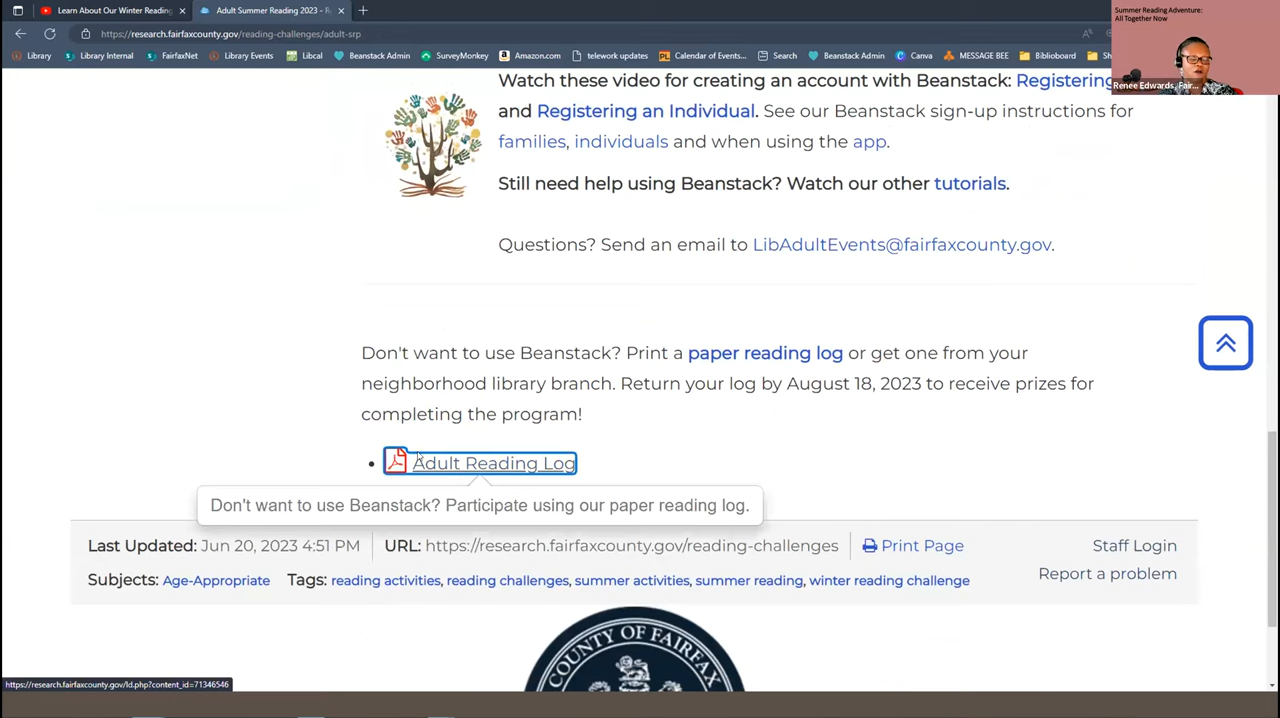 Learn About Our Winter Reading
Adult Summer Reading 2023 - R
Summer Reading Adventure:
All Together Now
https://research.fairfaxcounty.gov/reading-challenges/adult-srp
Library
Library Internal
FairfaxNet
Library Events
Libcal
Beanstack Admin
SurveyMonkey
Amazon.com
telework updates
Calendar of Events...
Search
Beanstack Admin
Canva
MESSAGE BEE
Biblioboard
Sh
Renee Edwards, Fair...
Watch these video for creating an account with Beanstack: Registering
and Registering an Individual. See our Beanstack sign-up instructions for
families, individuals and when using the app.
Still need help using Beanstack? Watch our other tutorials.
Questions? Send an email to LibAdultEvents@fairfaxcounty.gov.
Don't want to use Beanstack? Print a paper reading log or get one from your
neighborhood library branch. Return your log by August 18, 2023 to receive prizes for
completing the program!
Adult Reading Log
Don't want to use Beanstack? Participate using our paper reading log.
Last Updated: Jun 20, 2023 4:51 PM URL: https://research.fairfaxcounty.gov/reading-challenges Print Page Staff Login
Report a problem
Subjects: Age-Appropriate Tags: reading activities, reading challenges, summer activities, summer reading, winter reading challenge
COUNTY OF FAIRFAX
https://research.fairfaxcounty.gov/ld.php?content_id=71346546